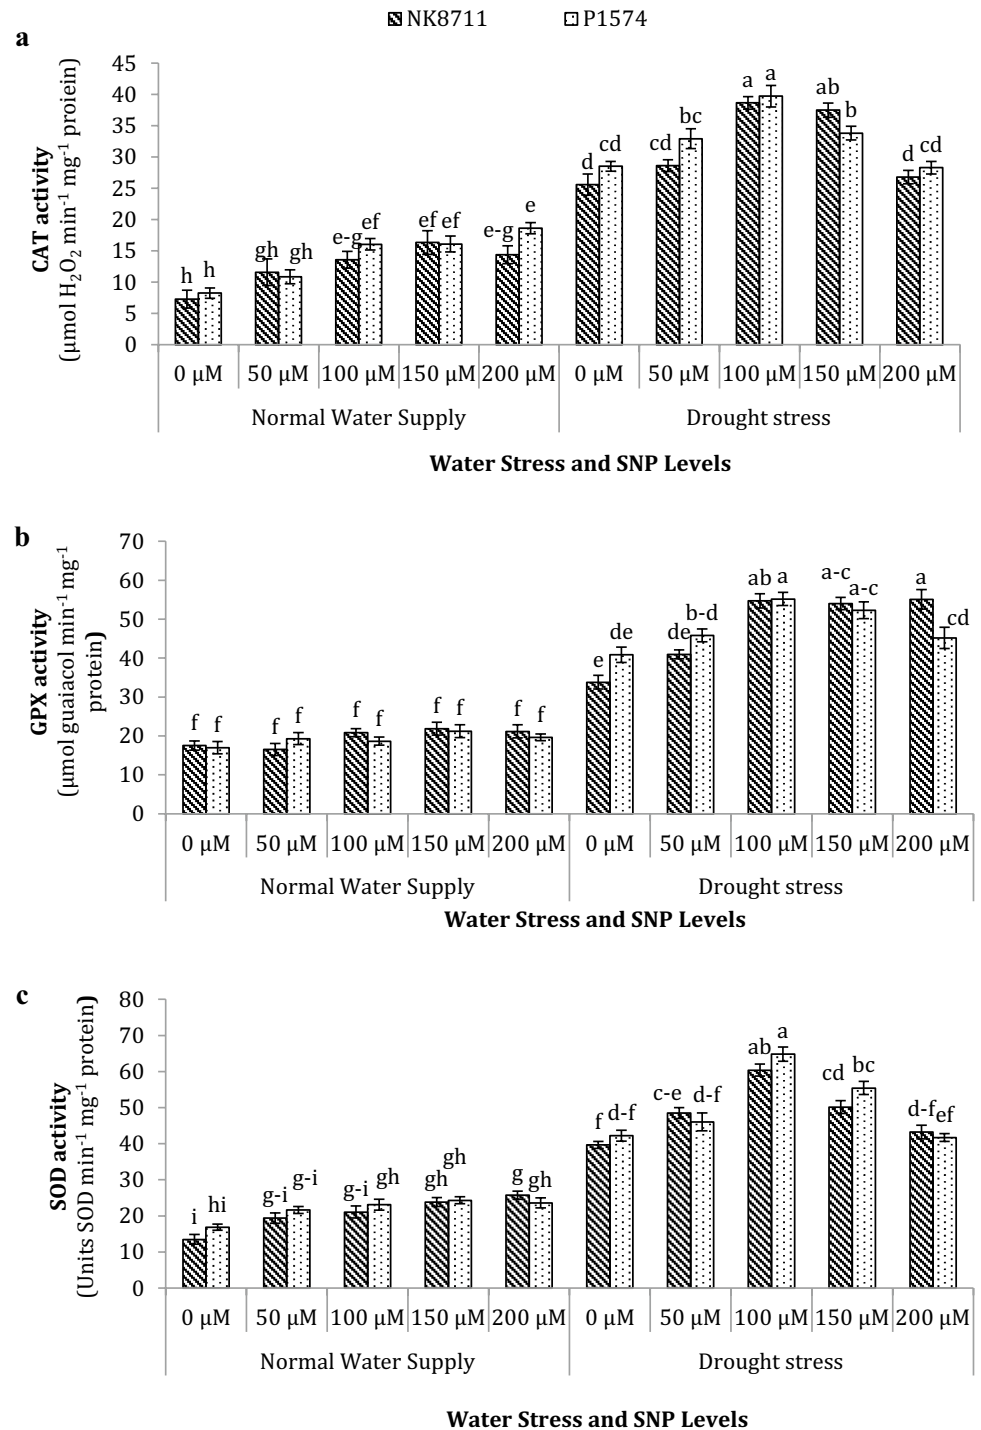 NK8711 P1574
a
CAT activity
(µmol H₂O₂ min⁻¹ mg⁻¹ proiein)
45
40
35
30
25
20
15
10
5
0
h h gh gh e-g ef ef ef e-g e d cd cd bc a a ab b d cd
0 µM 50 µM 100 µM 150 µM 200 µM 0 µM 50 µM 100 µM 150 µM 200 µM
Normal Water Supply Drought stress
Water Stress and SNP Levels
b
GPX activity
(µmol guaiacol min⁻¹ mg⁻¹
protein)
70
60
50
40
30
20
10
0
f f f f f f f f f f e de de b-d ab a a-c a-c a cd
0 µM 50 µM 100 µM 150 µM 200 µM 0 µM 50 µM 100 µM 150 µM 200 µM
Normal Water Supply Drought stress
Water Stress and SNP Levels
c
SOD activity
(Units SOD min⁻¹ mg⁻¹ protein)
80
70
60
50
40
30
20
10
0
i hi g-i g-i g-i gh gh gh g gh f d-f c-e d-f ab a cd bc d-f ef
0 µM 50 µM 100 µM 150 µM 200 µM 0 µM 50 µM 100 µM 150 µM 200 µM
Normal Water Supply Drought stress
Water Stress and SNP Levels